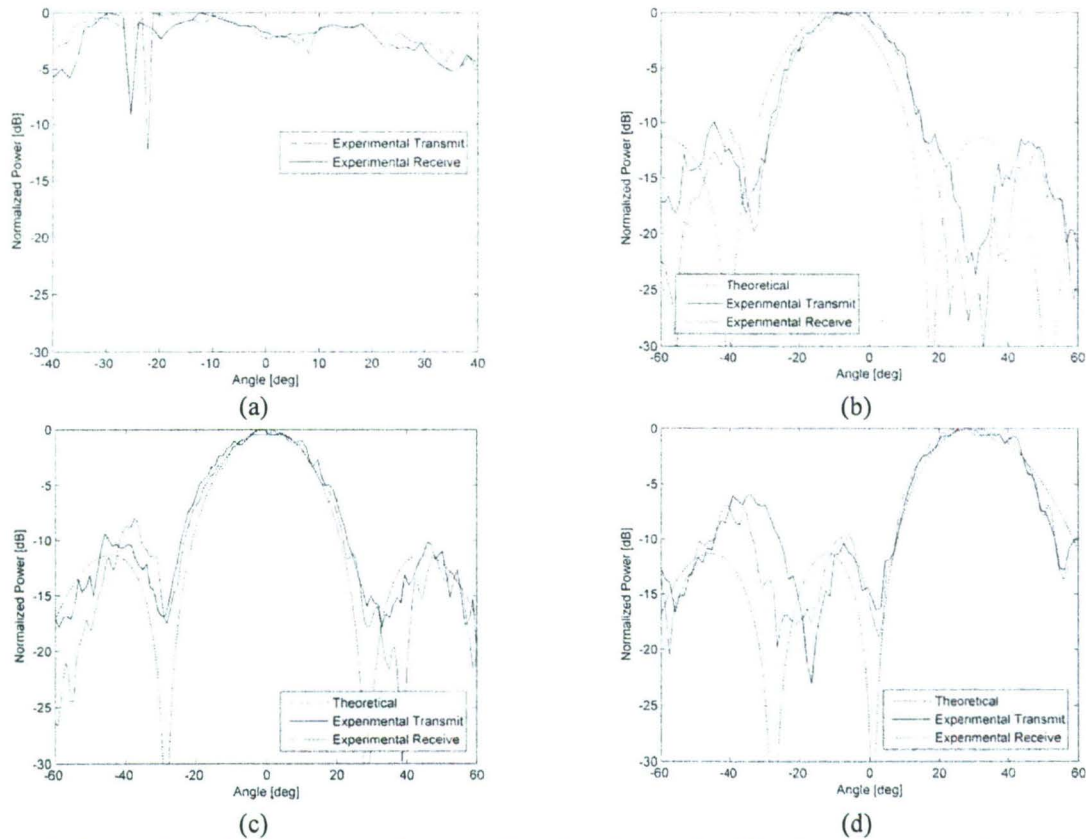 0
5
-10
-15
-20
-25
-30
Normalized Power [dB]
-40
-30
-20
-10
0
10
20
30
40
Angle [deg]
Experimental Transmit
Experimental Receive
(a)
0
-5
-10
-15
-20
-25
-30
Normalized Power [dB]
-60
-40
-20
0
20
40
60
Angle [deg]
Theoretical
Experimental Transmit
Experimental Receive
(b)
0
-5
-10
-15
-20
-25
-30
Normalized Power [dB]
-60
-40
-20
0
20
40
60
Angle [deg]
Theoretical
Experimental Transmit
Experimental Receive
(c)
0
-5
-10
-15
-20
-25
-30
Normalized Power [dB]
-60
-40
-20
0
20
40
60
Angle [deg]
Theoretical
Experimental Transmit
Experimental Receive
(d)